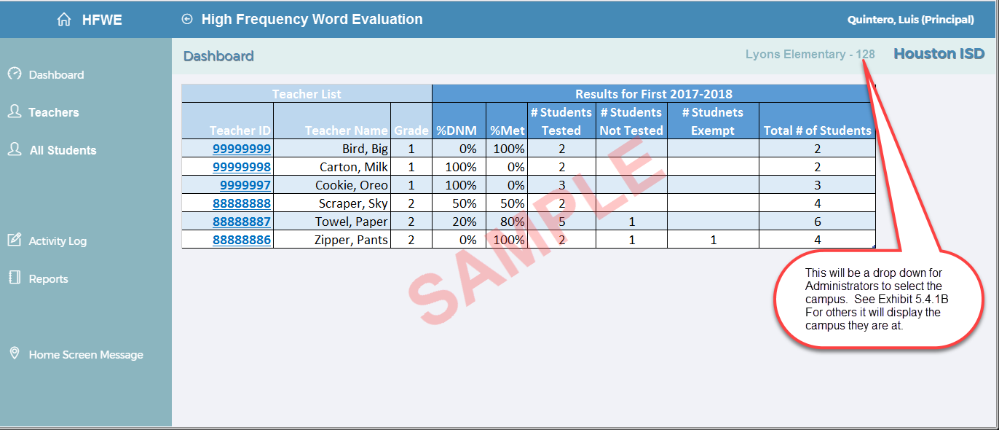 HFWE
High Frequency Word Evaluation
Quintero, Luis (Principal)
Dashboard
Lyons Elementary - 128
Houston ISD
Dashboard
Teachers
All Students
Activity Log
Reports
Home Screen Message
Teacher List Results for First 2017-2018
Teacher ID Teacher Name Grade %DNM %Met # Students Tested # Students Not Tested # Studnets Exempt Total # of Students
99999999 Bird, Big 1 0% 100% 2 2
99999998 Carton, Milk 1 100% 0% 2 2
9999997 Cookie, Oreo 1 100% 0% 3 3
88888888 Scraper, Sky 2 50% 50% 2 4
88888887 Towel, Paper 2 20% 80% 5 1 6
88888886 Zipper, Pants 2 0% 100% 2 1 1 4
SAMPLE
This will be a drop down for
Administrators to select the
campus. See Exhibit 5.4.1B
For others it will display the
campus they are at.